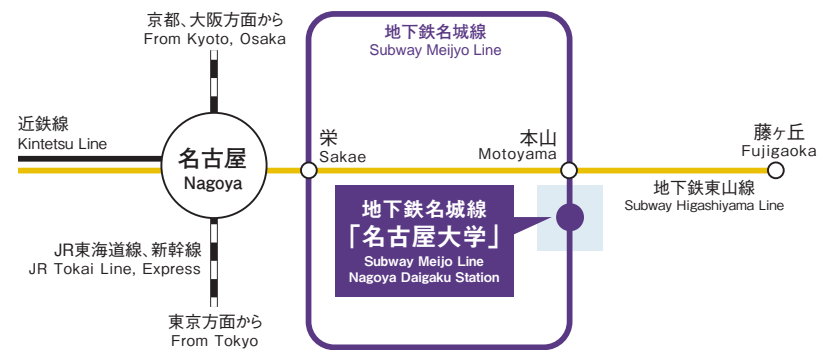 京都、大阪方面から
From Kyoto, Osaka
地下鉄名城線
Subway Meijyo Line
近鉄線
Kintetsu Line
名古屋
Nagoya
栄
Sakae
本山
Motoyama
藤ヶ丘
Fujigaoka
地下鉄東山線
Subway Higashiyama Line
地下鉄名城線
「名古屋大学」
Subway Meijo Line
Nagoya Daigaku Station
JR東海道線、新幹線
JR Tokai Line, Express
東京方面から
From Tokyo